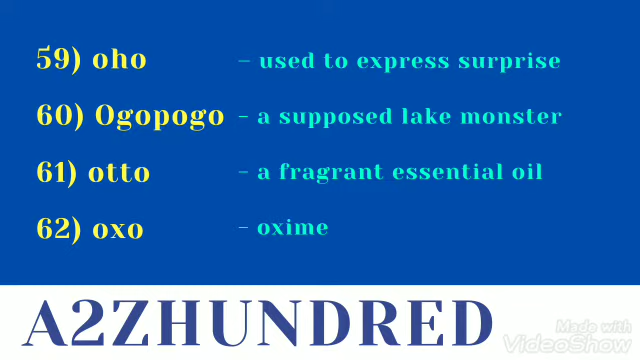 59) oho - used to express surprise
60) Ogopogo - a supposed lake monster
61) otto - a fragrant essential oil
62) oxo - oxime
A2ZHUNDRED
Made with
VideoShow